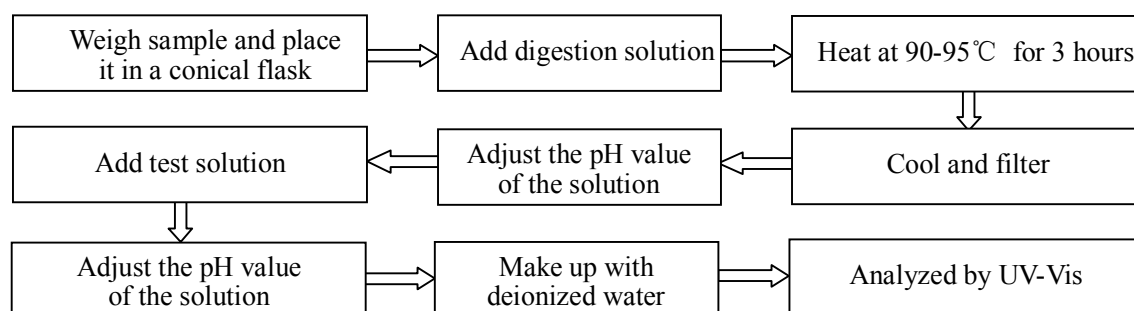 Weigh sample and place
it in a conical flask
Add digestion solution
Heat at 90-95℃ for 3 hours
Cool and filter
Adjust the pH value
of the solution
Add test solution
Adjust the pH value
of the solution
Make up with
deionized water
Analyzed by UV-Vis